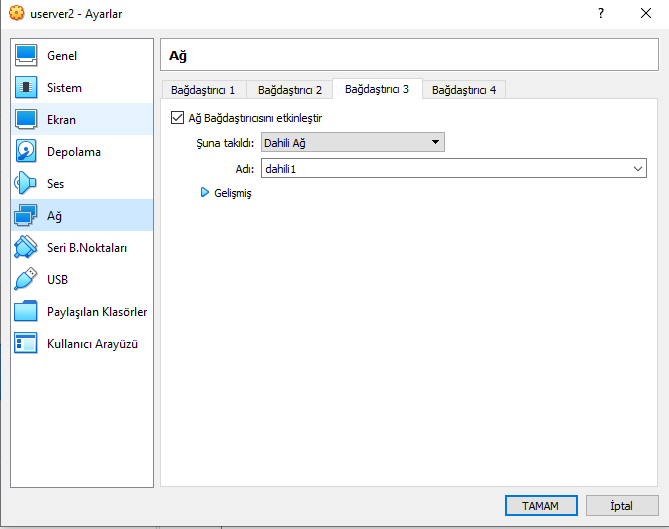 userver2 - Ayarlar
?
Genel
Sistem
Ekran
Depolama
Ses
Ağ
Seri B.Noktaları
USB
Paylaşılan Klasörler
Kullanıcı Arayüzü
Ağ
Bağdaştırıcı 1 Bağdaştırıcı 2 Bağdaştırıcı 3 Bağdaştırıcı 4
Ağ Bağdaştırıcısını etkinleştir
Şuna takıldı: Dahili Ağ
Adı: dahili1
Gelişmiş
TAMAM İptal